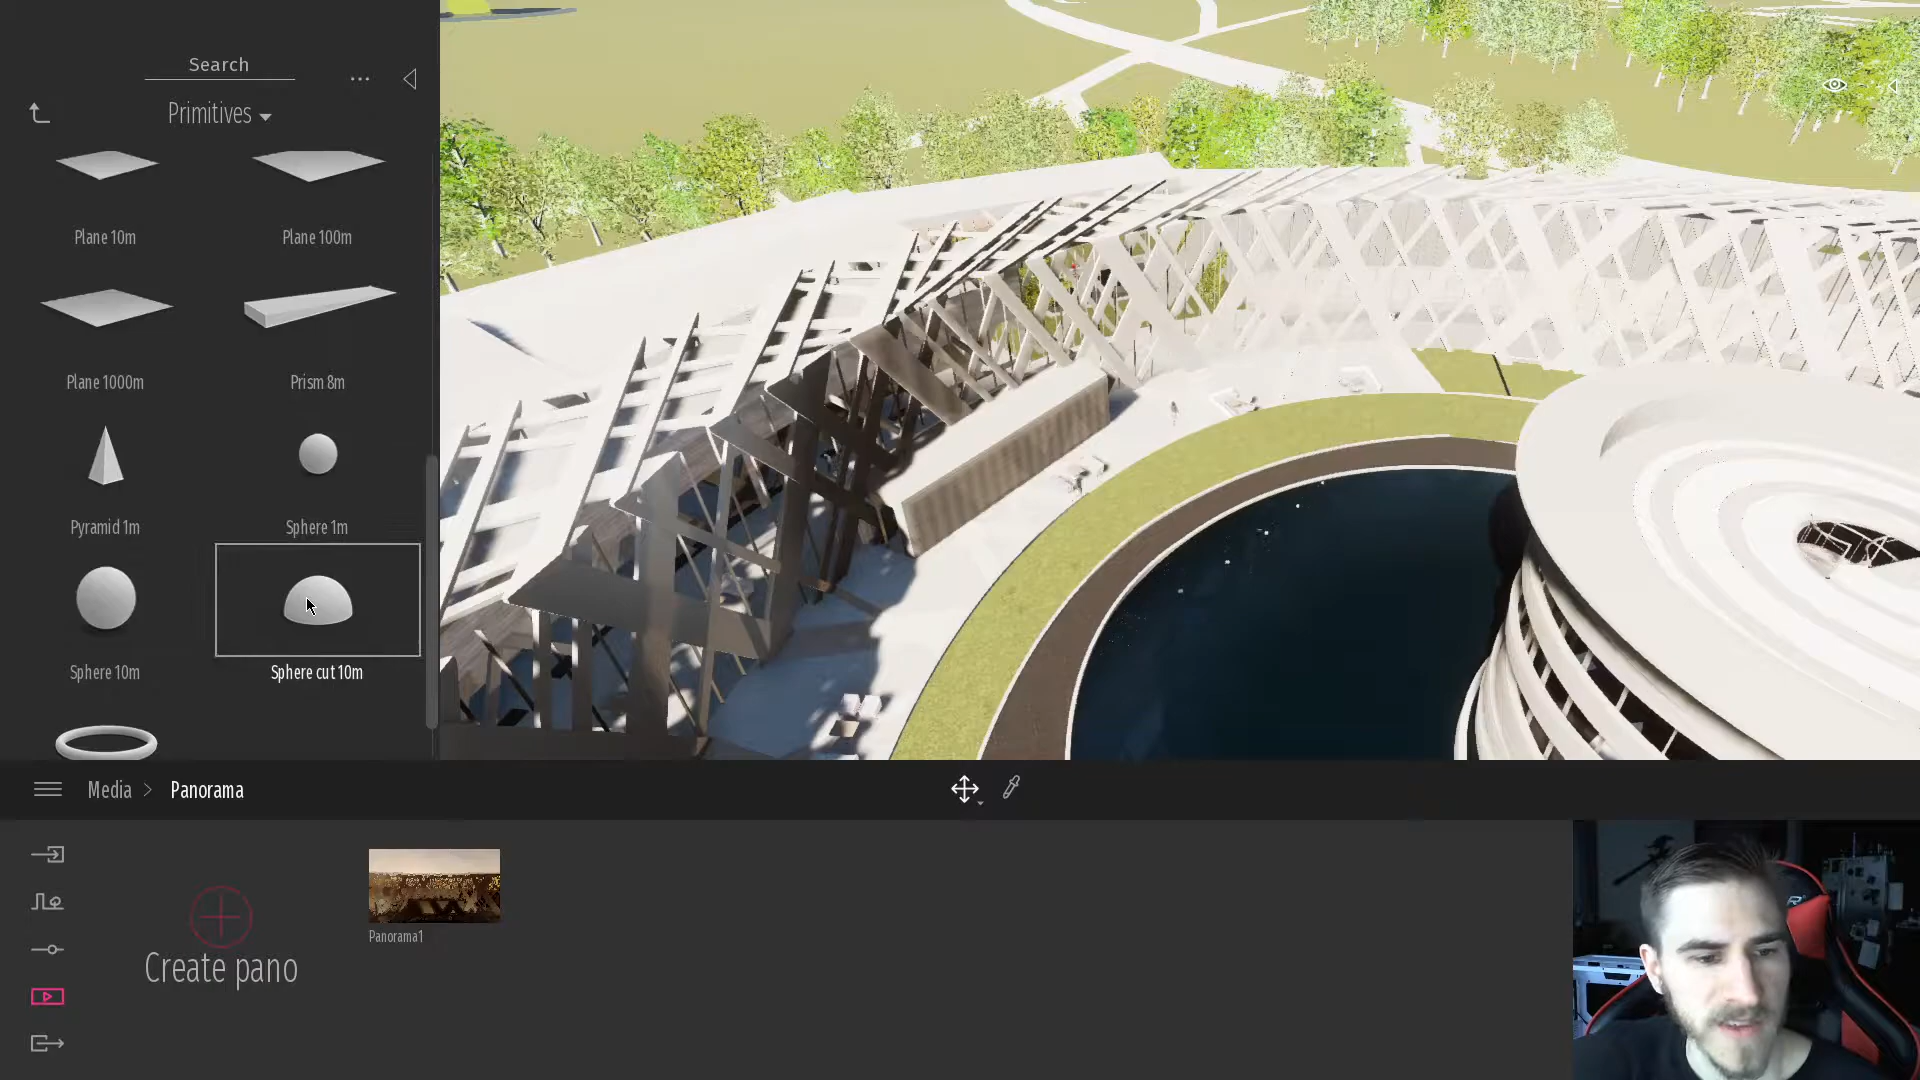 Search
...
Primitives
Plane 10m
Plane 100m
Plane 1000m
Prism 8m
Pyramid 1m
Sphere 1m
Sphere 10m
Sphere cut 10m
Media > Panorama
Create pano
Panorama1